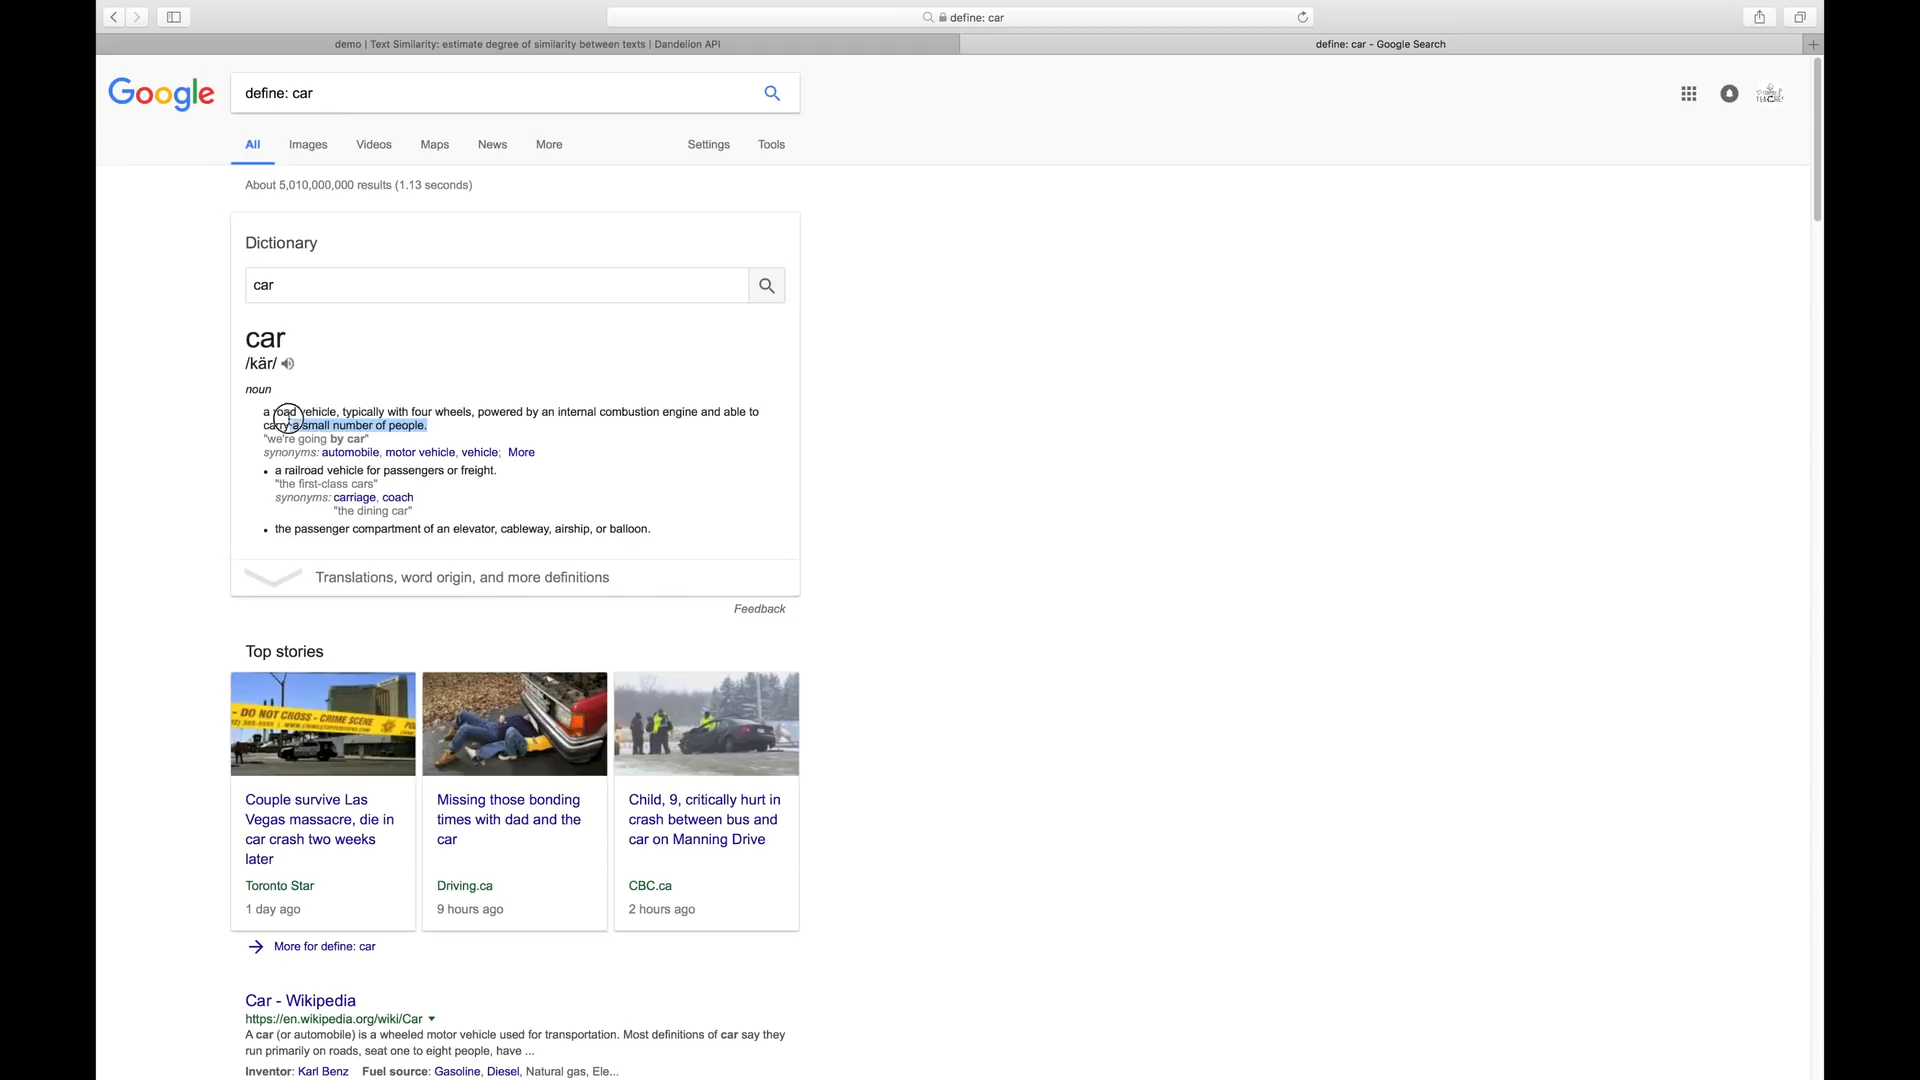 define: car
demo | Text Similarity: estimate degree of similarity between texts | Dandelion API
define: car - Google Search
Google
define: car
All Images Videos Maps News More Settings Tools
About 5,010,000,000 results (1.13 seconds)
Dictionary
car
car
/kär/
noun
a road vehicle, typically with four wheels, powered by an internal combustion engine and able to
carry a small number of people.
"we're going by car"
synonyms: automobile, motor vehicle, vehicle; More
• a railroad vehicle for passengers or freight.
"the first-class cars"
synonyms: carriage, coach
"the dining car"
• the passenger compartment of an elevator, cableway, airship, or balloon.
Translations, word origin, and more definitions
Feedback
Top stories
DO NOT CROSS - CRIME SCENE
Couple survive Las
Vegas massacre, die in
car crash two weeks
later
Toronto Star
1 day ago
Missing those bonding
times with dad and the
car
Driving.ca
9 hours ago
Child, 9, critically hurt in
crash between bus and
car on Manning Drive
CBC.ca
2 hours ago
More for define: car
Car - Wikipedia
https://en.wikipedia.org/wiki/Car
A car (or automobile) is a wheeled motor vehicle used for transportation. Most definitions of car say they
run primarily on roads, seat one to eight people, have ...
Inventor: Karl Benz Fuel source: Gasoline, Diesel, Natural gas, Ele...